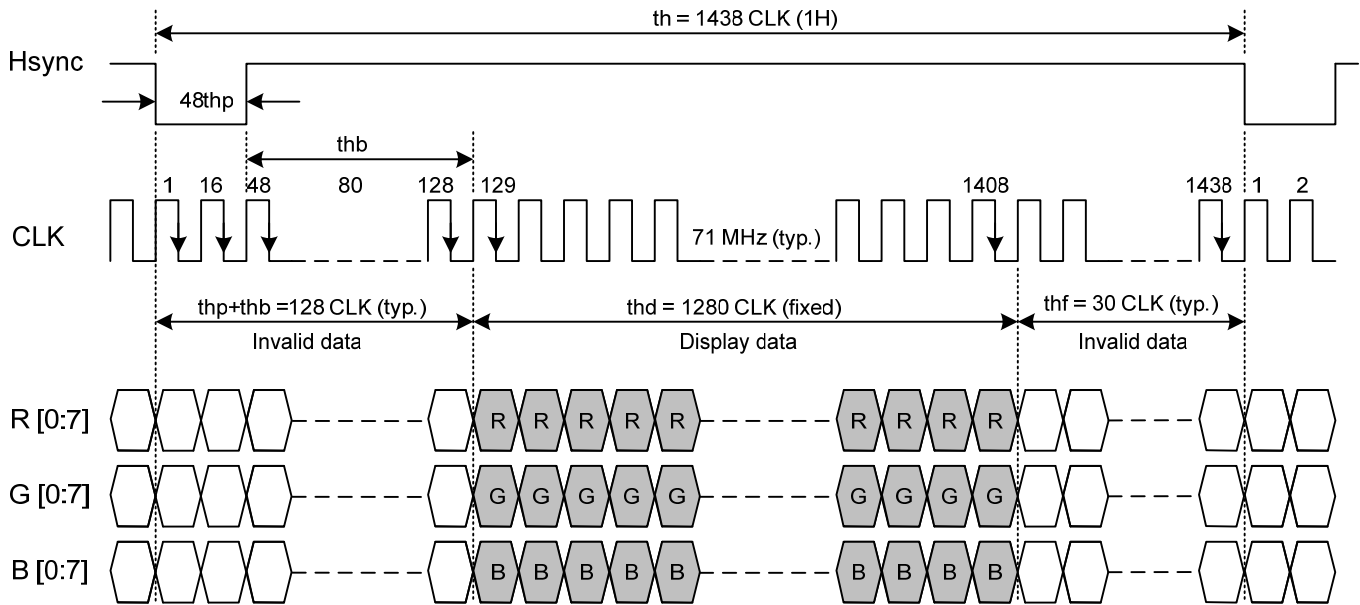 th = 1438 CLK (1H)
Hsync
48thp
thb
1 16 48 80 128 129 1408 1438 1 2
CLK
71 MHz (typ.)
thp+thb =128 CLK (typ.) thd = 1280 CLK (fixed) thf = 30 CLK (typ.)
Invalid data Display data Invalid data
R [0:7] R R R R R R R R R
G [0:7] G G G G G G G G G
B [0:7] B B B B B B B B B